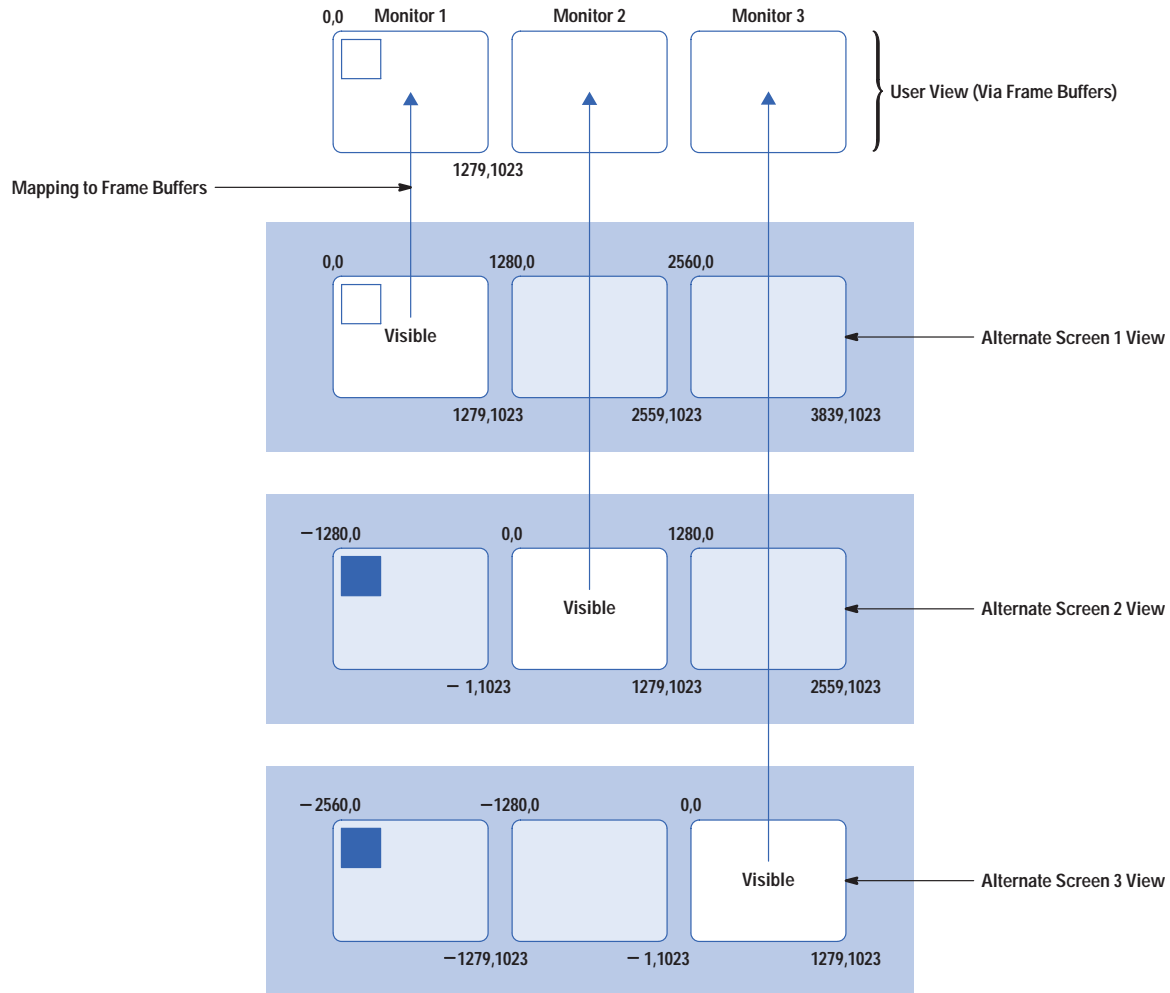 0,0
Monitor 1
Monitor 2
Monitor 3
User View (Via Frame Buffers)
1279,1023
Mapping to Frame Buffers
0,0
1280,0
2560,0
Visible
Alternate Screen 1 View
1279,1023
2559,1023
3839,1023
−1280,0
0,0
1280,0
Visible
Alternate Screen 2 View
− 1,1023
1279,1023
2559,1023
−2560,0
−1280,0
0,0
Visible
Alternate Screen 3 View
−1279,1023
− 1,1023
1279,1023